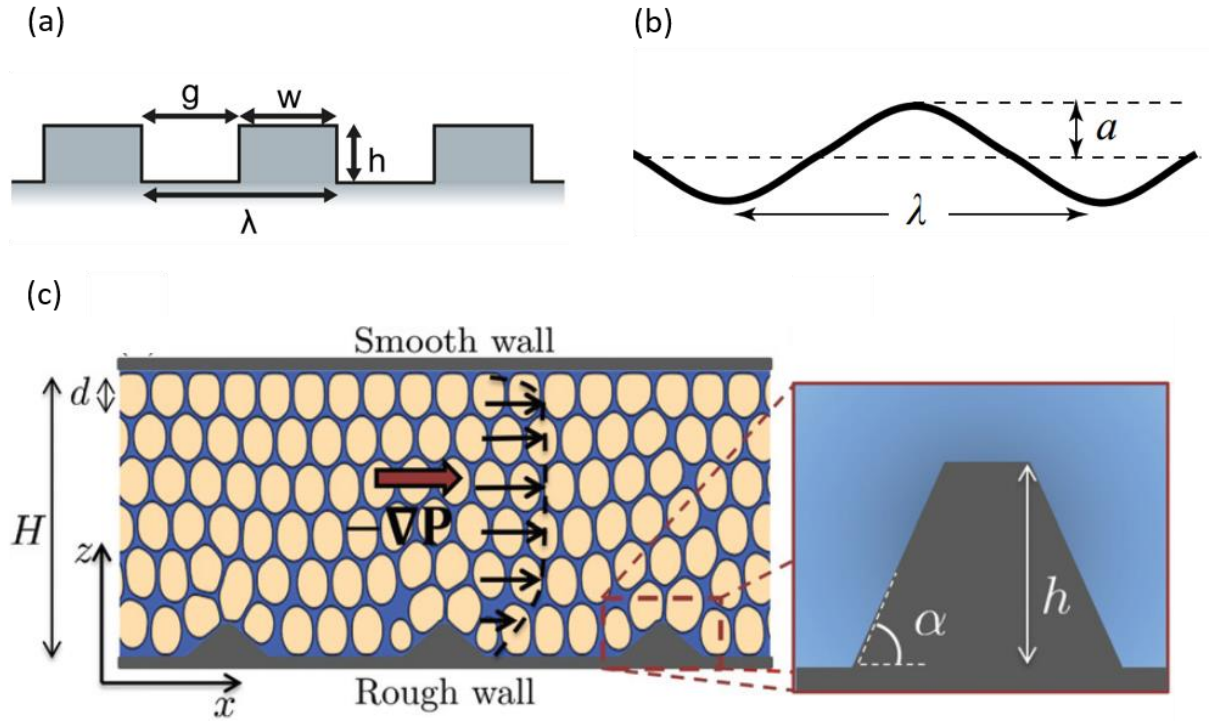 (a)
g
w
h
λ
(b)
a
λ
(c)
Smooth wall
d
H
−∇P
z
x
Rough wall
α
h